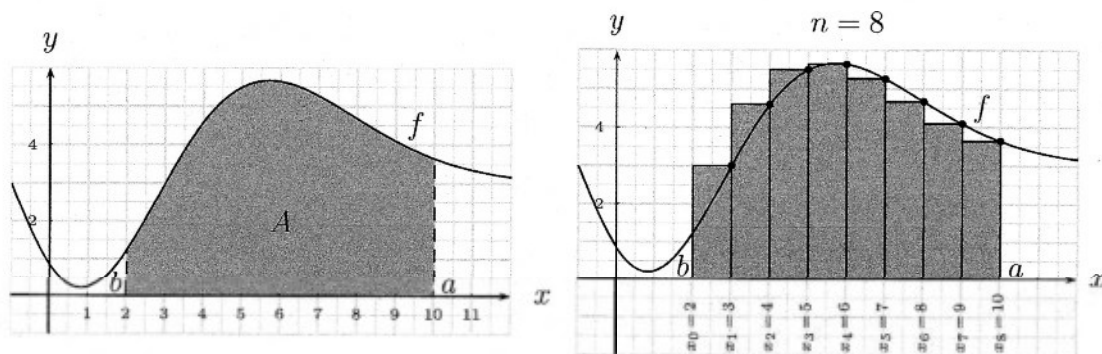 y
f
4
2
A
b
a
x
1 2 3 4 5 6 7 8 9 10 11
n = 8
y
f
4
2
b
a
x
x₀=2
x₁=3
x₂=4
x₃=5
x₄=6
x₅=7
x₆=8
x₇=9
x₈=10